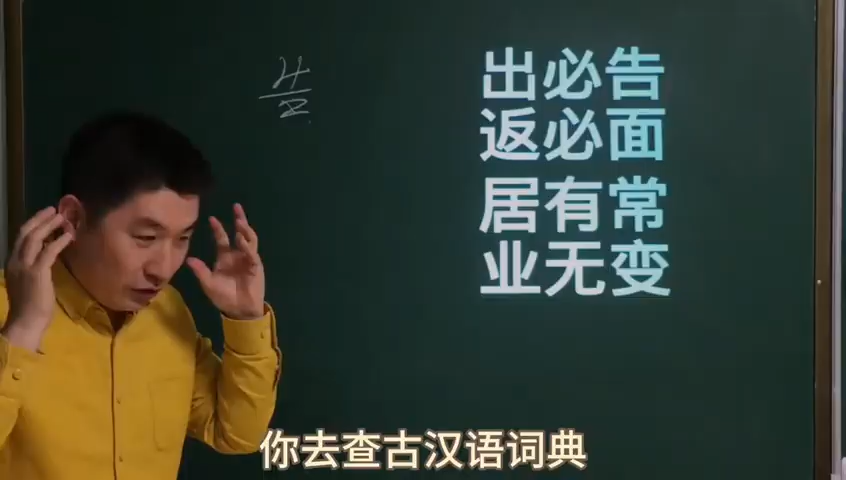 出必告
返必面
居有常
业无变
你去查古汉语词典